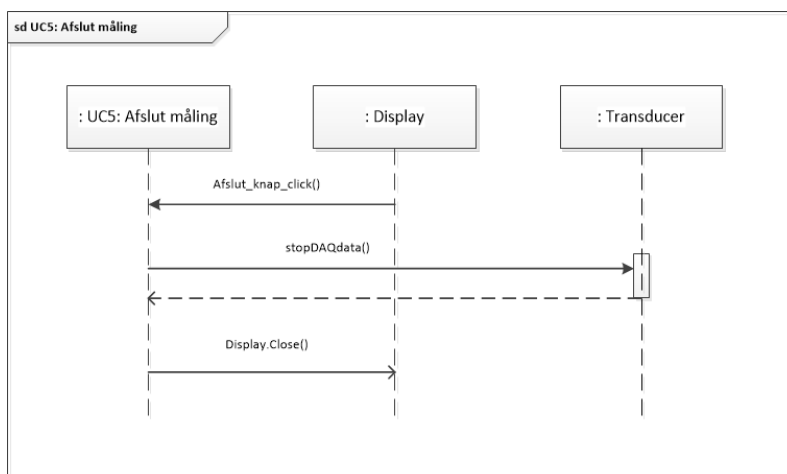 sd UC5: Afslut måling
: UC5: Afslut måling
: Display
: Transducer
Afslut_knap_click()
stopDAQdata()
Display.Close()